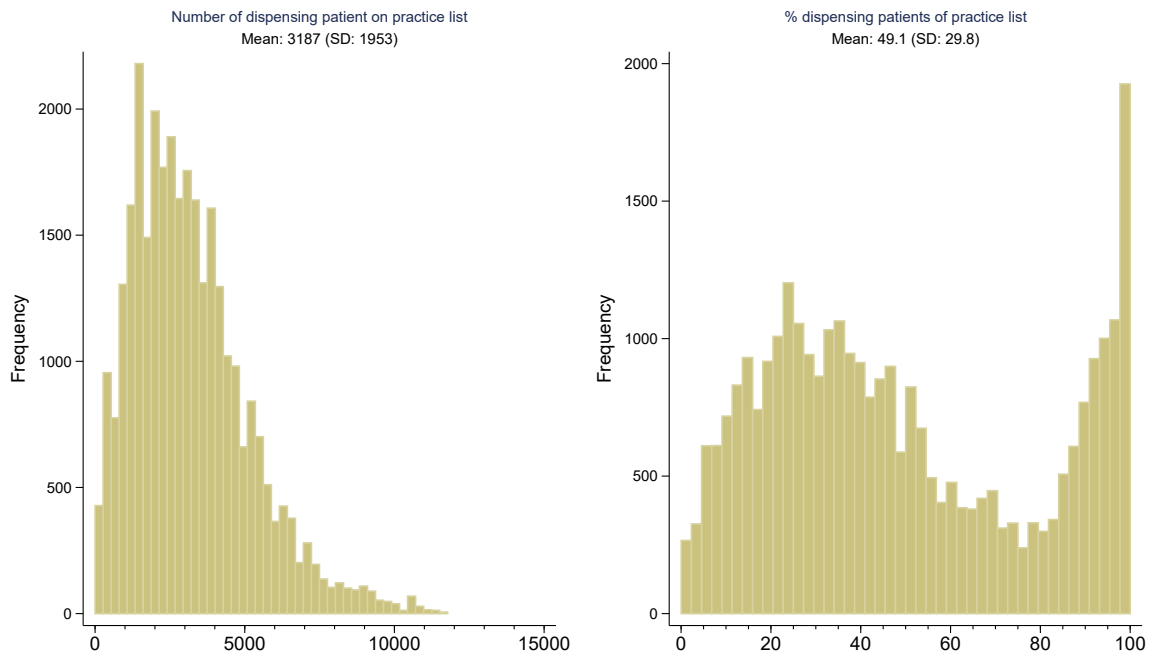 Number of dispensing patient on practice list
Mean: 3187 (SD: 1953)
Frequency
2000
1500
1000
500
0
0 5000 10000 15000
% dispensing patients of practice list
Mean: 49.1 (SD: 29.8)
Frequency
2000
1500
1000
500
0
0 20 40 60 80 100